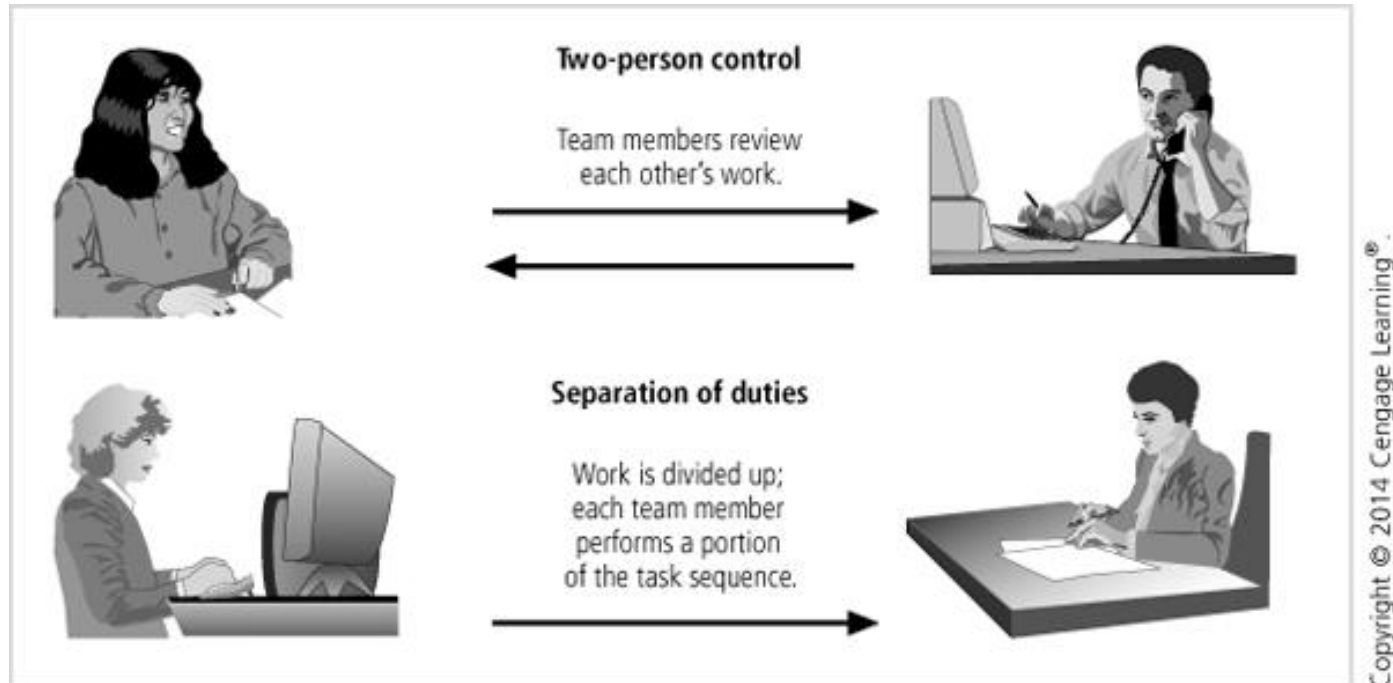 Two-person control
Team members review
each other's work.
Separation of duties
Work is divided up;
each team member
performs a portion
of the task sequence.
Copyright © 2014 Cengage Learning®.